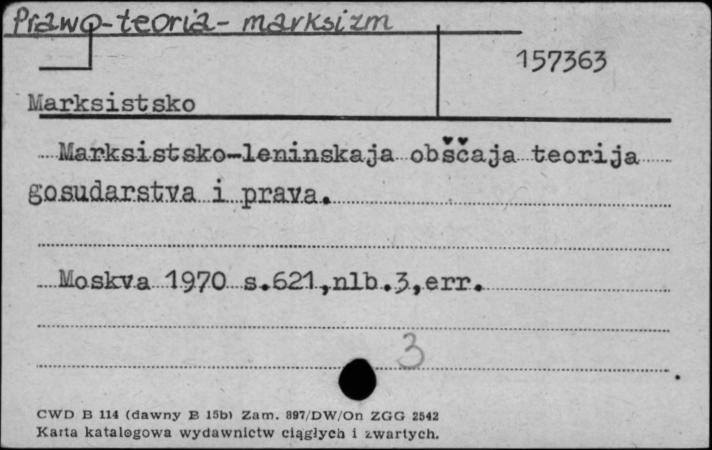 Prawo-teoria- marksizm
157363
Marksistsko
Marksistsko-leninskaja obščaja teorija
gosudarstva i prava.
Moskva 1970 s.621,nlb.3,err.
3
CWD B 114 (dawny B 15b) Zam. 897/DW/On ZGG 2542
Karta katalogowa wydawnictw ciągłych i zwartych.